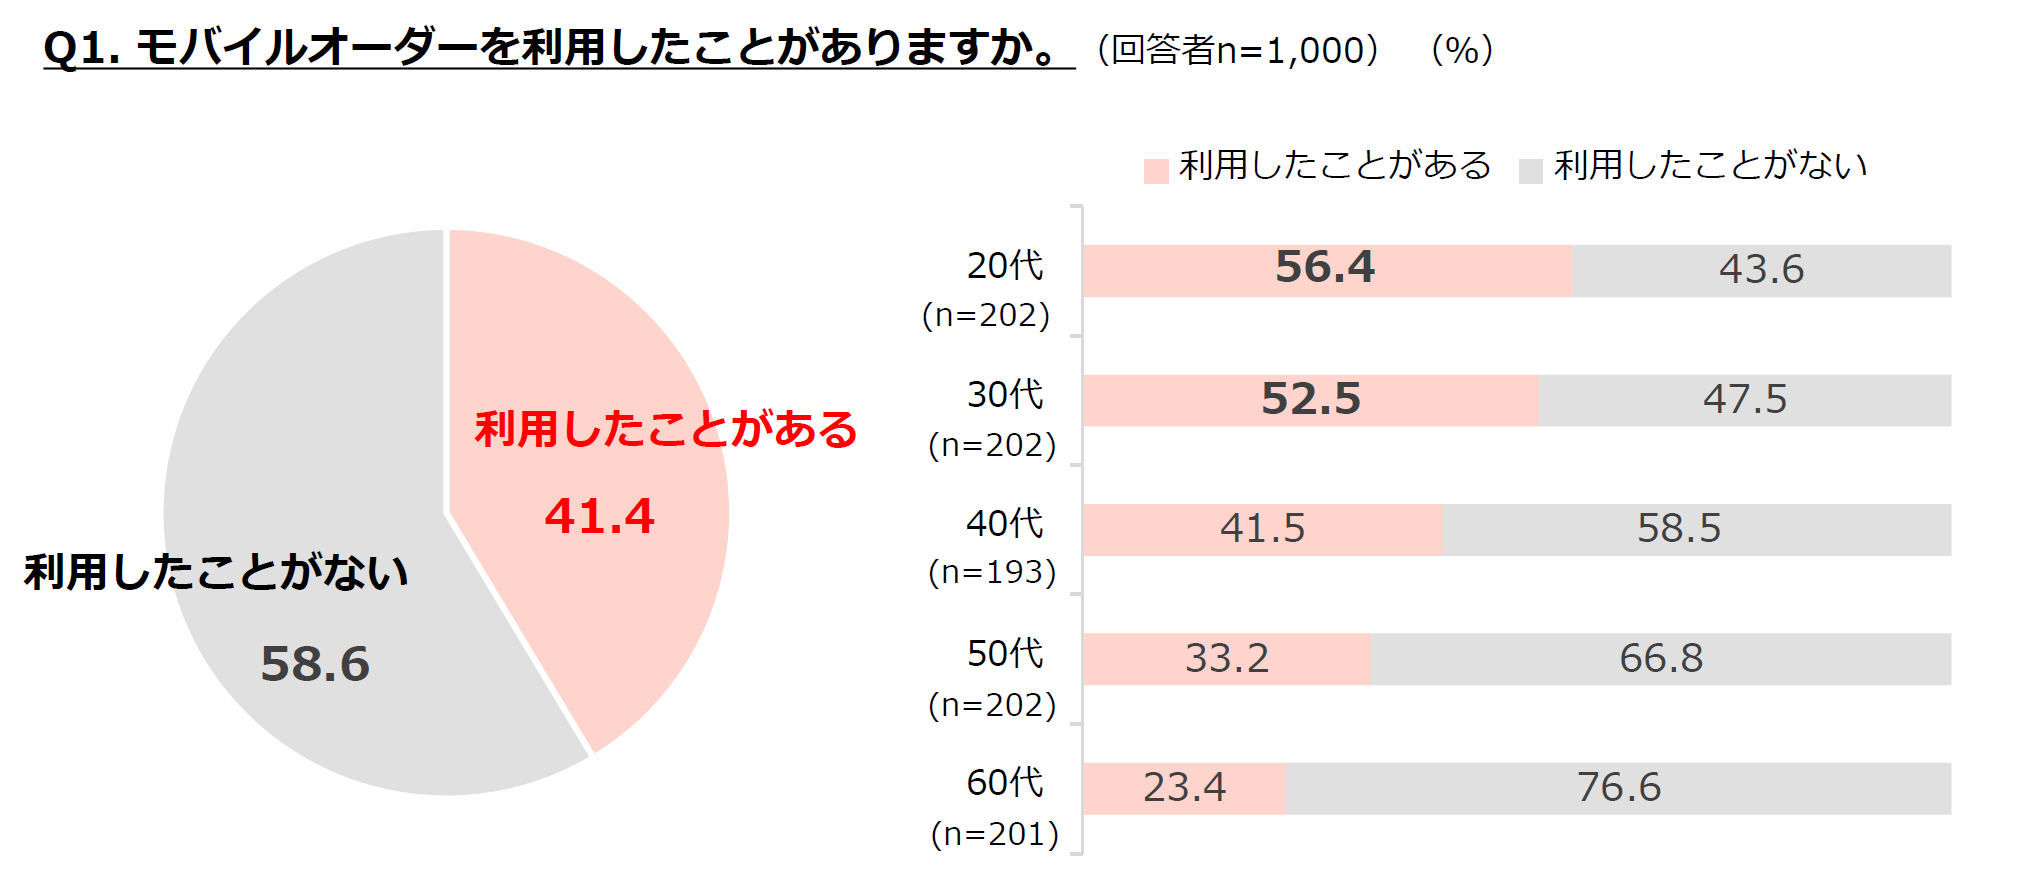 Q1. モバイルオーダーを利用したことがありますか。（回答者n=1,000）（%）
利用したことがある
41.4
利用したことがない
58.6
利用したことがある 利用したことがない
20代
(n=202)
56.4 43.6
30代
(n=202)
52.5 47.5
40代
(n=193)
41.5 58.5
50代
(n=202)
33.2 66.8
60代
(n=201)
23.4 76.6